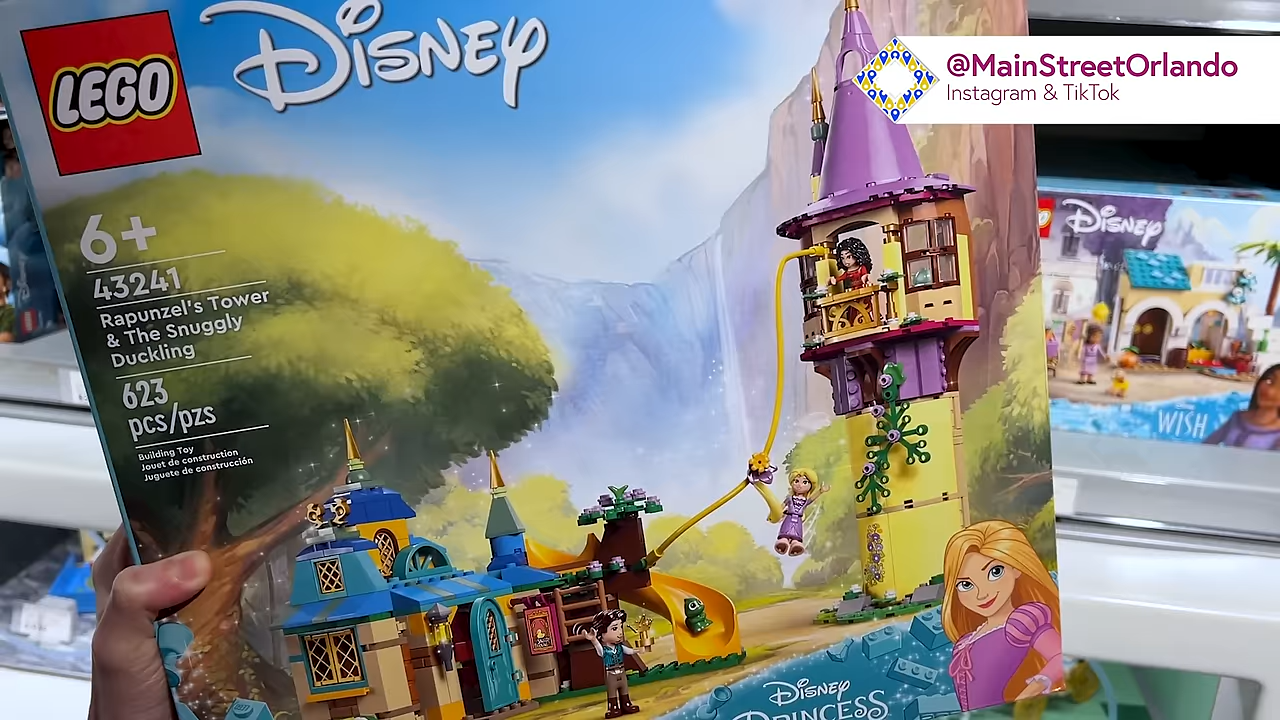 LEGO
Disney
@MainStreetOrlando
Instagram & TikTok
6+
43241
Rapunzel's Tower
& The Snuggly
Duckling
623
pcs/pzs
Building Toy
Jouet de construction
Juguete de construcción
Disney
WISH
Disney
PRINCESS